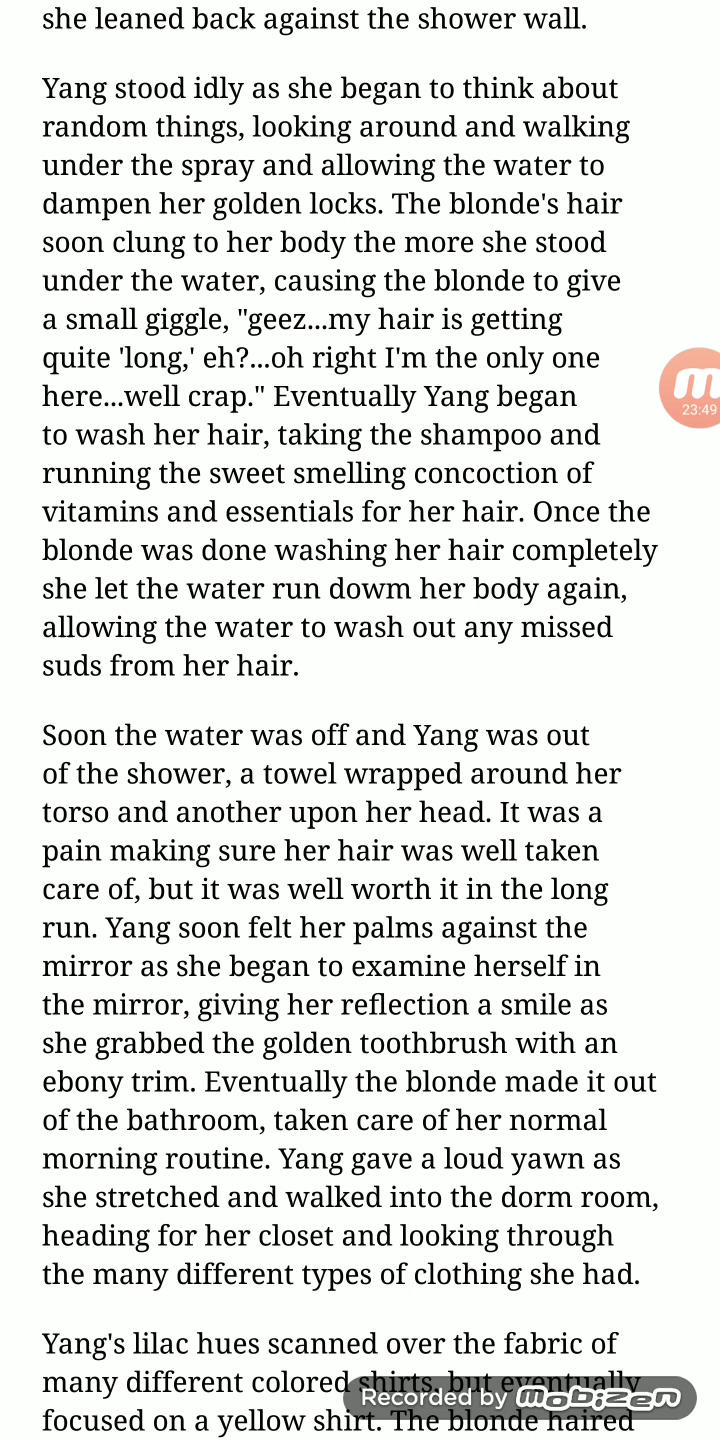 she leaned back against the shower wall.
Yang stood idly as she began to think about
random things, looking around and walking
under the spray and allowing the water to
dampen her golden locks. The blonde's hair
soon clung to her body the more she stood
under the water, causing the blonde to give
a small giggle, "geez...my hair is getting
quite 'long,' eh?...oh right I'm the only one
here...well crap." Eventually Yang began
to wash her hair, taking the shampoo and
running the sweet smelling concoction of
vitamins and essentials for her hair. Once the
blonde was done washing her hair completely
she let the water run dowm her body again,
allowing the water to wash out any missed
suds from her hair.
Soon the water was off and Yang was out
of the shower, a towel wrapped around her
torso and another upon her head. It was a
pain making sure her hair was well taken
care of, but it was well worth it in the long
run. Yang soon felt her palms against the
mirror as she began to examine herself in
the mirror, giving her reflection a smile as
she grabbed the golden toothbrush with an
ebony trim. Eventually the blonde made it out
of the bathroom, taken care of her normal
morning routine. Yang gave a loud yawn as
she stretched and walked into the dorm room,
heading for her closet and looking through
the many different types of clothing she had.
Yang's lilac hues scanned over the fabric of
many different colored shirts, but eventually
focused on a yellow shirt. The blonde haired
m
23:49
Recorded by mobizen